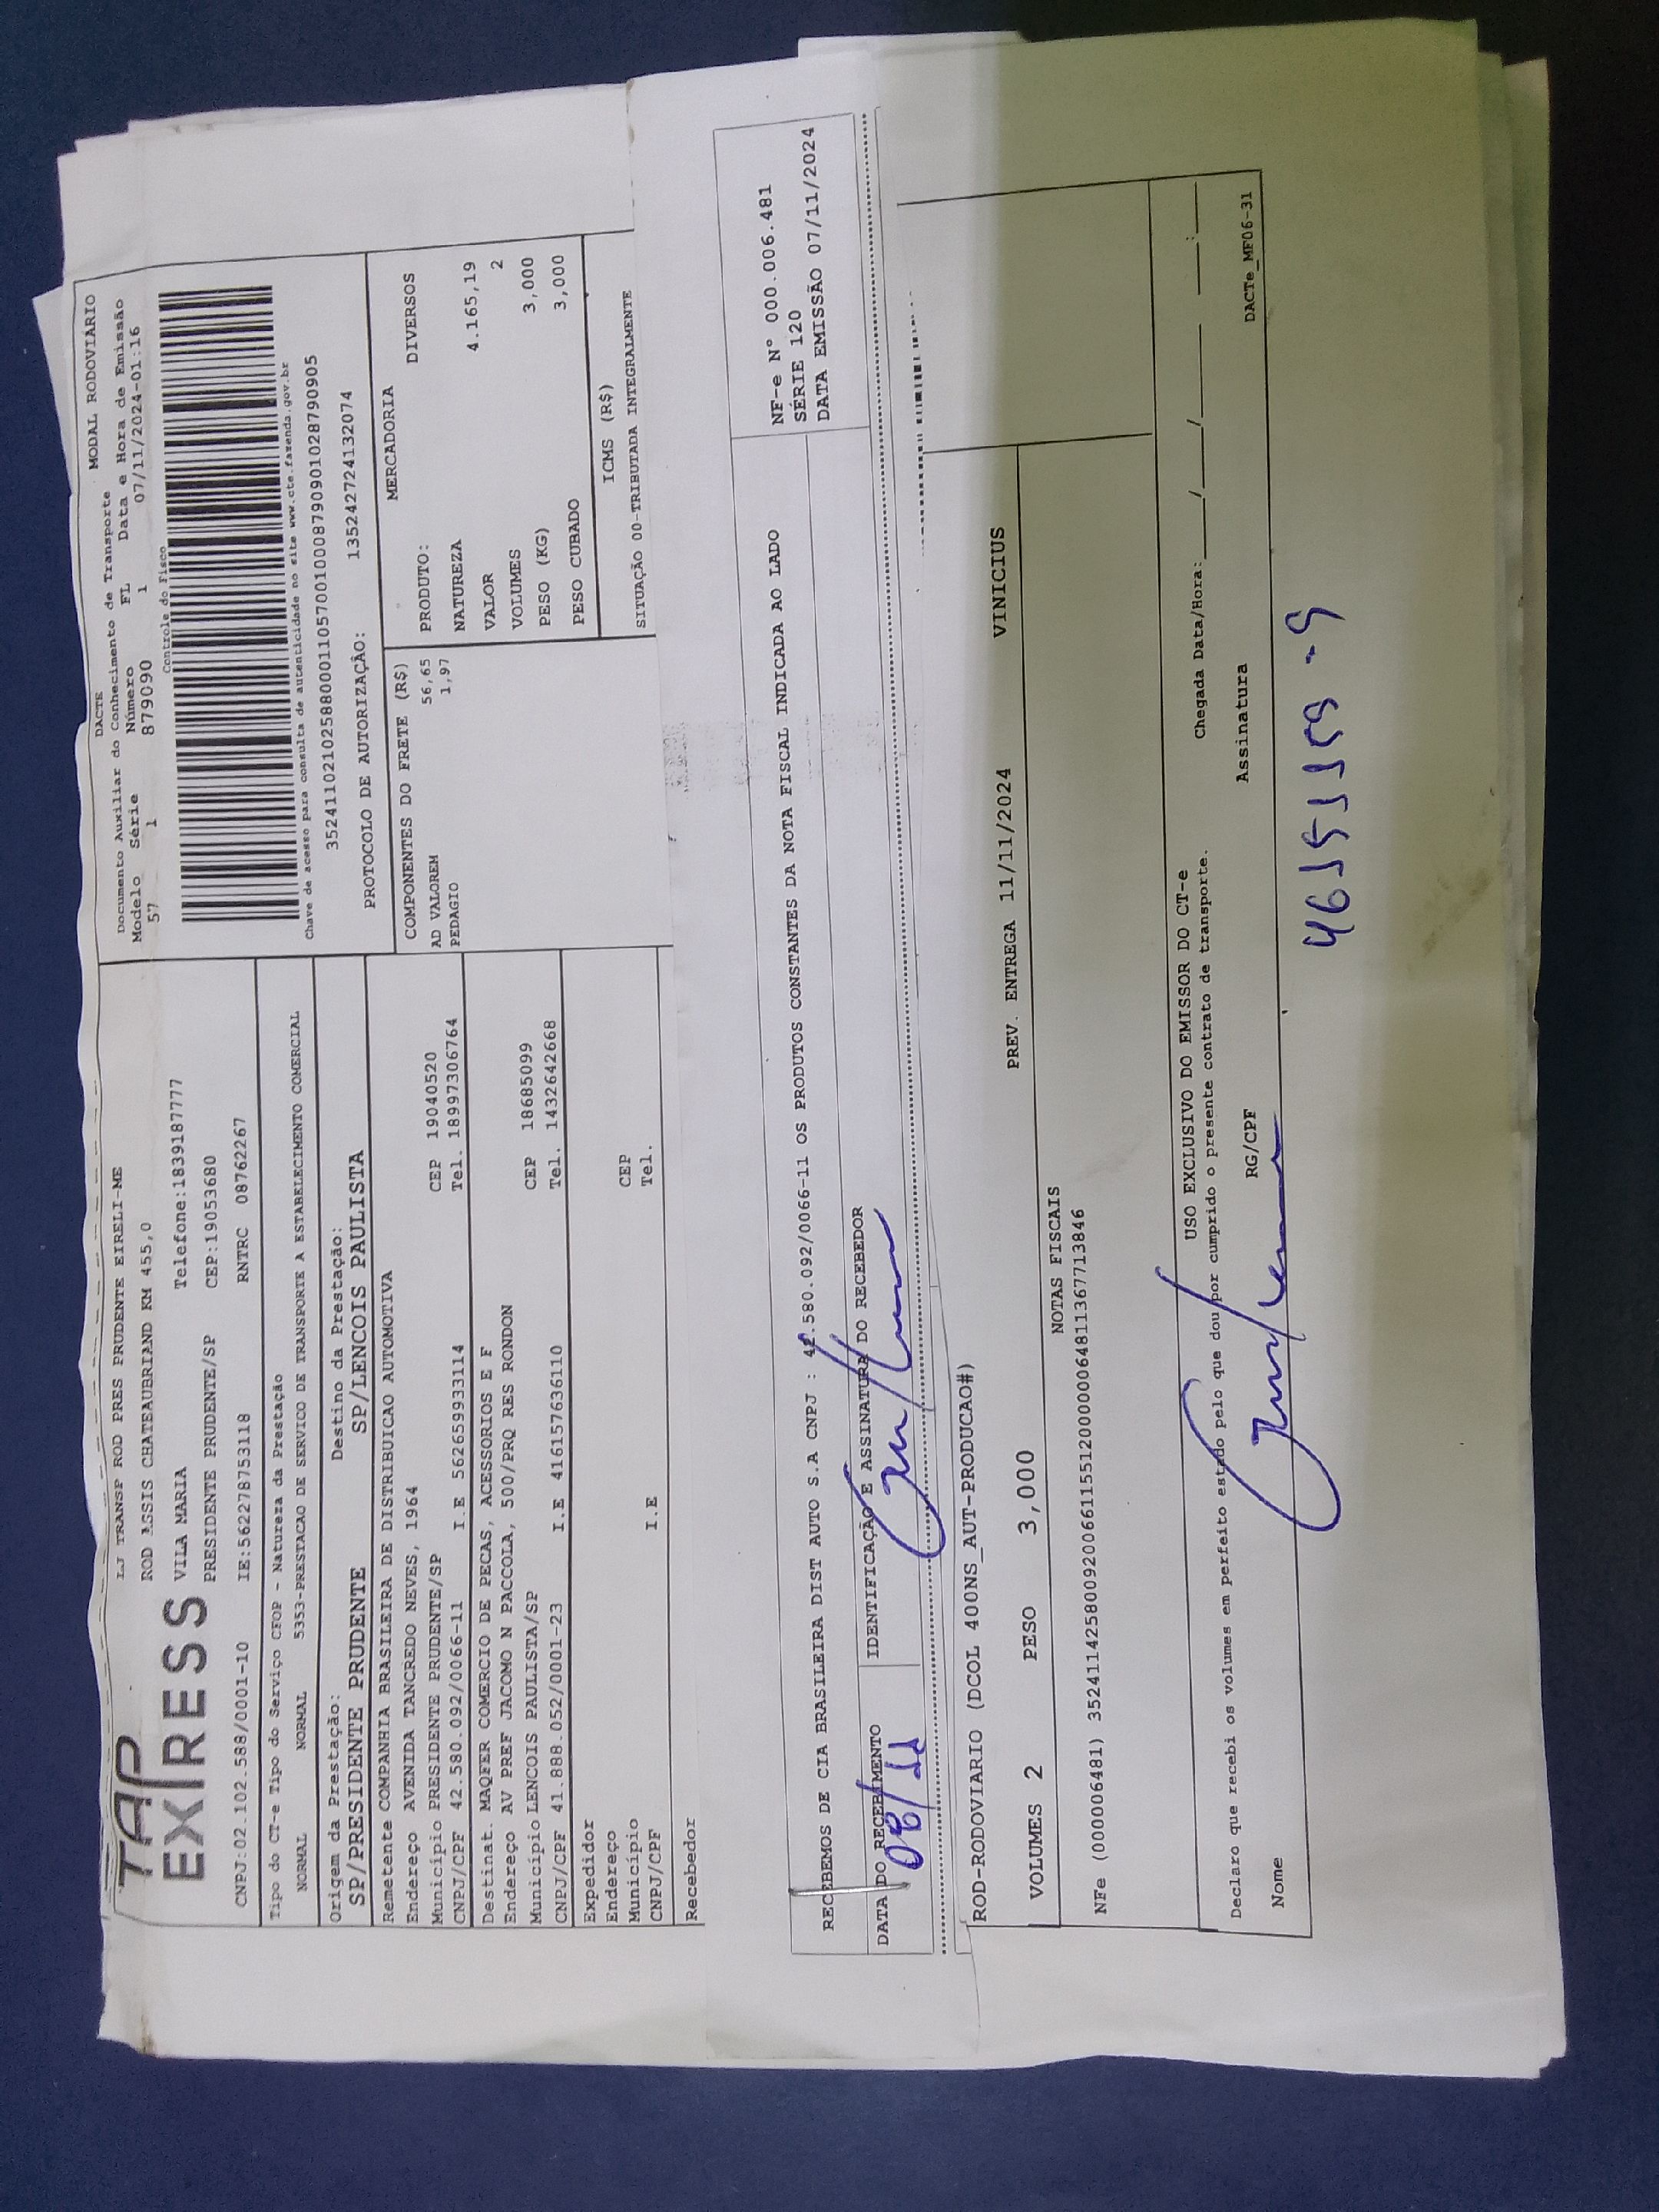 TAP
EXPRESS
LJ TRANSP ROD PRES PRUDENTE EIRELI-ME
ROD ASSIS CHATEAUBRIAND KM 455,0
VILA MARIA Telefone:1839187777
PRESIDENTE PRUDENTE/SP CEP:19053680
CNPJ:02.102.588/0001-10 IE:562278753118 RNTRC 08762267
DACTE MODAL RODOVIÁRIO
Documento Auxiliar do Conhecimento de Transporte
Modelo Série Número FL Data e Hora de Emissão
57 1 879090 1 07/11/2024-01:16
Controle do Fisco
Chave de acesso para consulta de autenticidade no site www.cte.fazenda.gov.br
35241102102588000110570010008790901028790905
PROTOCOLO DE AUTORIZAÇÃO: 135242724132074
Tipo do CT-e Tipo do Serviço CFOP - Natureza da Prestação
NORMAL NORMAL 5353-PRESTACAO DE SERVICO DE TRANSPORTE A ESTABELECIMENTO COMERCIAL
Origem da Prestação: Destino da Prestação:
SP/PRESIDENTE PRUDENTE SP/LENCOIS PAULISTA
Remetente COMPANHIA BRASILEIRA DE DISTRIBUICAO AUTOMOTIVA
Endereço AVENIDA TANCREDO NEVES, 1964
Município PRESIDENTE PRUDENTE/SP CEP 19040520
CNPJ/CPF 42.580.092/0066-11 I.E 562659933114 Tel. 18997306764
Destinat. MAQFER COMERCIO DE PECAS, ACESSORIOS E F
Endereço AV PREF JACOMO N PACCOLA, 500/PRQ RES RONDON
Município LENCOIS PAULISTA/SP CEP 18685099
CNPJ/CPF 41.888.052/0001-23 I.E 416157636110 Tel. 1432642668
Expedidor
Endereço
Município CEP
CNPJ/CPF I.E Tel.
Recebedor
COMPONENTES DO FRETE (R$)
AD VALOREM 56,65
PEDAGIO 1,97
MERCADORIA
PRODUTO: DIVERSOS
NATUREZA
VALOR 4.165,19
VOLUMES 2
PESO (KG) 3,000
PESO CUBADO 3,000
ICMS (R$)
SITUAÇÃO 00-TRIBUTADA INTEGRALMENTE
RECEBEMOS DE CIA BRASILEIRA DIST AUTO S.A CNPJ : 42.580.092/0066-11 OS PRODUTOS CONSTANTES DA NOTA FISCAL INDICADA AO LADO
NF-e N° 000.006.481
SÉRIE 120
DATA EMISSÃO 07/11/2024
DATA DO RECEBIMENTO IDENTIFICAÇÃO E ASSINATURA DO RECEBEDOR
08/11
ROD-RODOVIARIO (DCOL 400NS_AUT-PRODUCAO#)
VOLUMES 2 PESO 3,000 PREV. ENTREGA 11/11/2024 VINICIUS
NOTAS FISCAIS
NFe (000006481) 35241142580092006611551200000064811367713846
USO EXCLUSIVO DO EMISSOR DO CT-e
Declaro que recebi os volumes em perfeito estado pelo que dou por cumprido o presente contrato de transporte.
Chegada Data/Hora: ___/___/_____ ___:___
Nome RG/CPF Assinatura DACTe_MF06-31
46151159-9